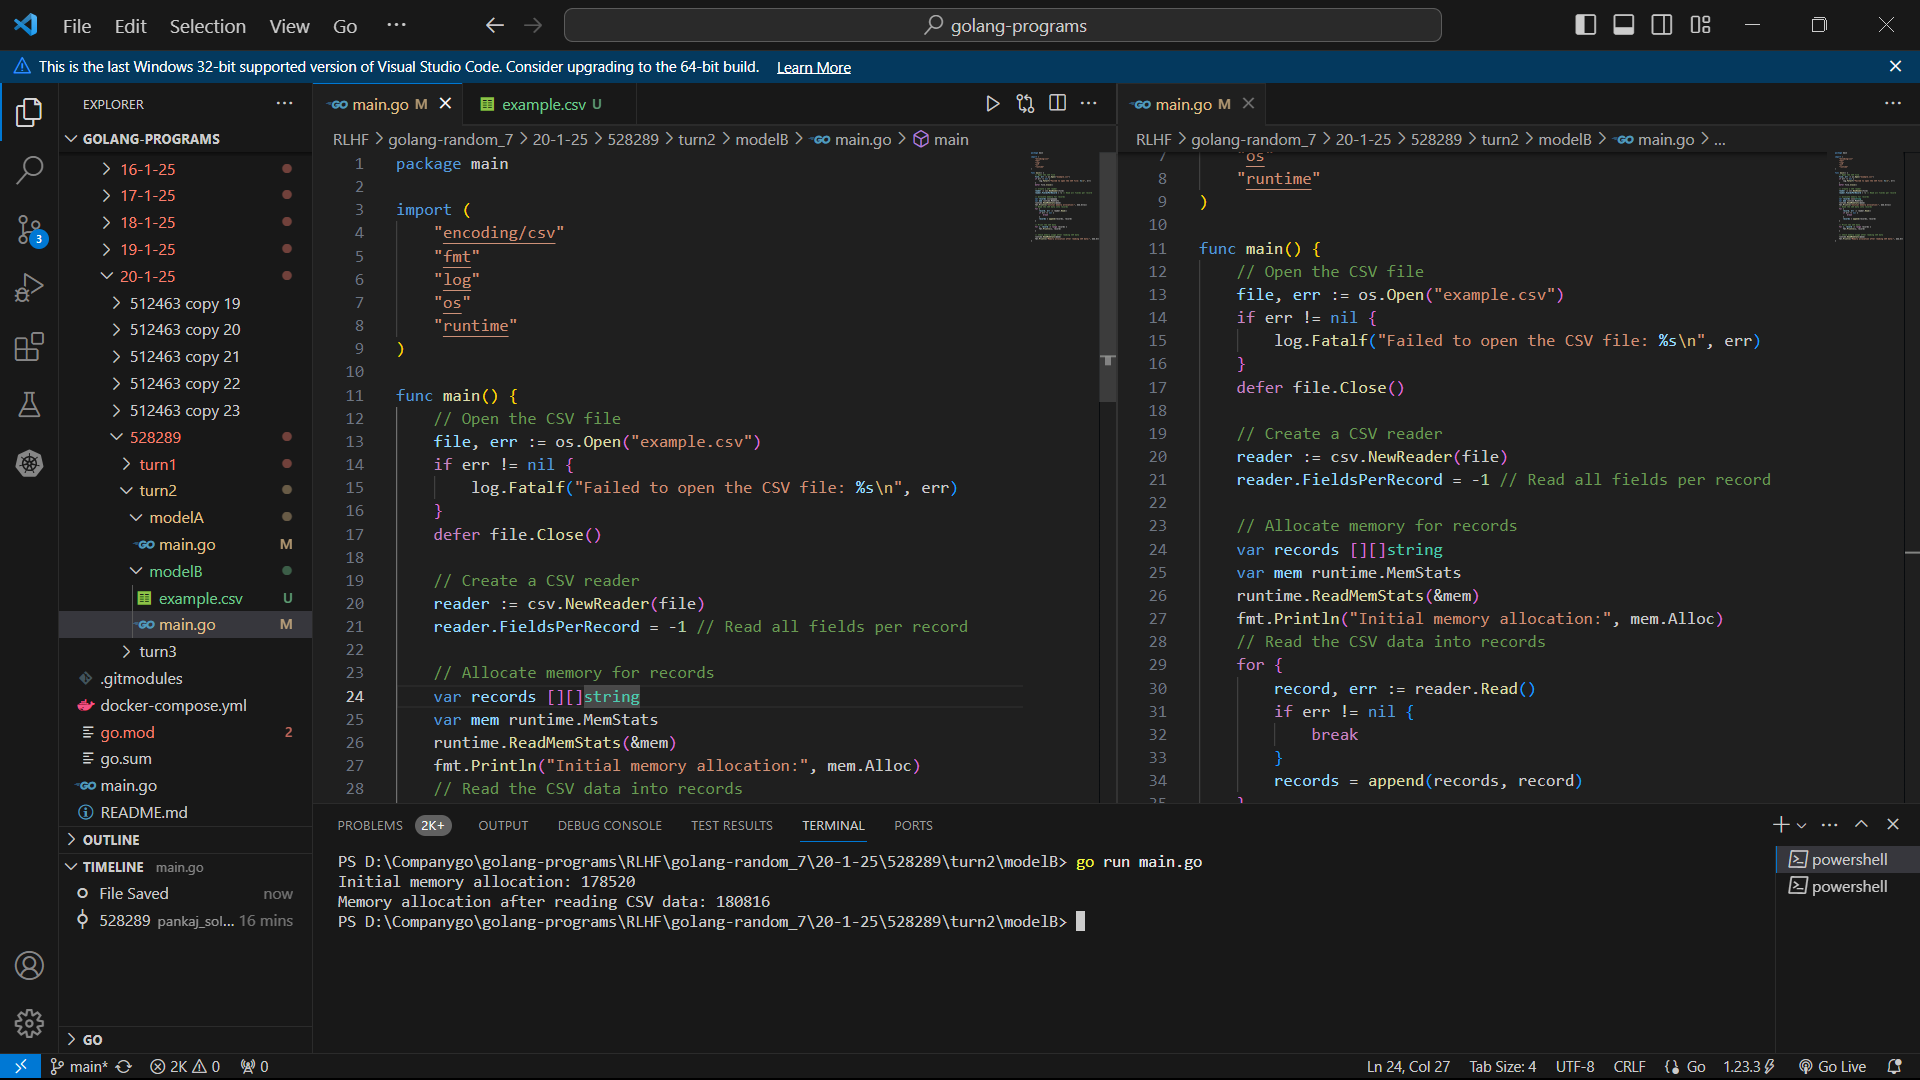 File Edit Selection View Go ···
golang-programs
This is the last Windows 32-bit supported version of Visual Studio Code. Consider upgrading to the 64-bit build. Learn More
EXPLORER
GOLANG-PROGRAMS
16-1-25
17-1-25
18-1-25
19-1-25
20-1-25
512463 copy 19
512463 copy 20
512463 copy 21
512463 copy 22
512463 copy 23
528289
turn1
turn2
modelA
GO main.go M
modelB
example.csv U
GO main.go M
turn3
.gitmodules
docker-compose.yml
go.mod 2
go.sum
GO main.go
README.md
OUTLINE
TIMELINE main.go
File Saved now
528289 pankaj_sol... 16 mins
GO
3
GO main.go M
example.csv U
RLHF > golang-random_7 > 20-1-25 > 528289 > turn2 > modelB > GO main.go > main
1 package main
2
3 import (
4 "encoding/csv"
5 "fmt"
6 "log"
7 "os"
8 "runtime"
9 )
10
11 func main() {
12 // Open the CSV file
13 file, err := os.Open("example.csv")
14 if err != nil {
15 log.Fatalf("Failed to open the CSV file: %s\n", err)
16 }
17 defer file.Close()
18
19 // Create a CSV reader
20 reader := csv.NewReader(file)
21 reader.FieldsPerRecord = -1 // Read all fields per record
22
23 // Allocate memory for records
24 var records [][]string
25 var mem runtime.MemStats
26 runtime.ReadMemStats(&mem)
27 fmt.Println("Initial memory allocation:", mem.Alloc)
28 // Read the CSV data into records
GO main.go M
RLHF > golang-random_7 > 20-1-25 > 528289 > turn2 > modelB > GO main.go > ...
7 "os"
8 "runtime"
9 )
10
11 func main() {
12 // Open the CSV file
13 file, err := os.Open("example.csv")
14 if err != nil {
15 log.Fatalf("Failed to open the CSV file: %s\n", err)
16 }
17 defer file.Close()
18
19 // Create a CSV reader
20 reader := csv.NewReader(file)
21 reader.FieldsPerRecord = -1 // Read all fields per record
22
23 // Allocate memory for records
24 var records [][]string
25 var mem runtime.MemStats
26 runtime.ReadMemStats(&mem)
27 fmt.Println("Initial memory allocation:", mem.Alloc)
28 // Read the CSV data into records
29 for {
30 record, err := reader.Read()
31 if err != nil {
32 break
33 }
34 records = append(records, record)
35 }
PROBLEMS 2K+ OUTPUT DEBUG CONSOLE TEST RESULTS TERMINAL PORTS
PS D:\Companygo\golang-programs\RLHF\golang-random_7\20-1-25\528289\turn2\modelB> go run main.go
Initial memory allocation: 178520
Memory allocation after reading CSV data: 180816
PS D:\Companygo\golang-programs\RLHF\golang-random_7\20-1-25\528289\turn2\modelB>
powershell
powershell
main* 2K 0 0
Ln 24, Col 27 Tab Size: 4 UTF-8 CRLF Go 1.23.3 Go Live